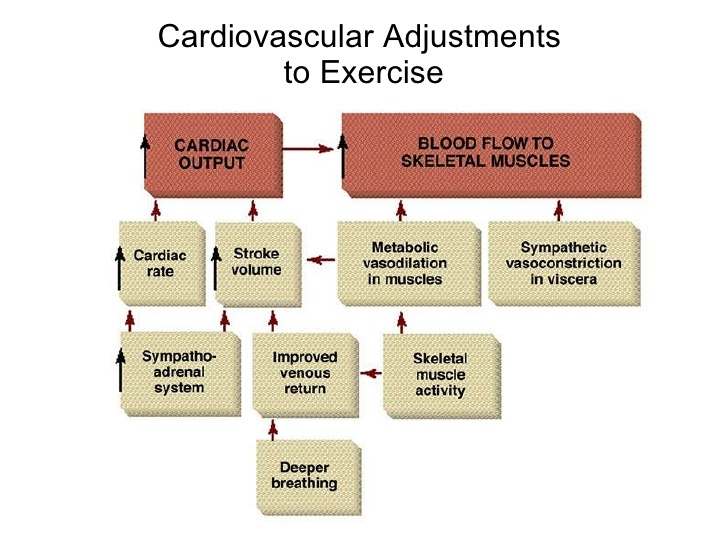 Cardiovascular Adjustments
to Exercise
CARDIAC
OUTPUT
BLOOD FLOW TO
SKELETAL MUSCLES
Cardiac
rate
Stroke
volume
Metabolic
vasodilation
in muscles
Sympathetic
vasoconstriction
in viscera
Sympatho-
adrenal
system
Improved
venous
return
Skeletal
muscle
activity
Deeper
breathing